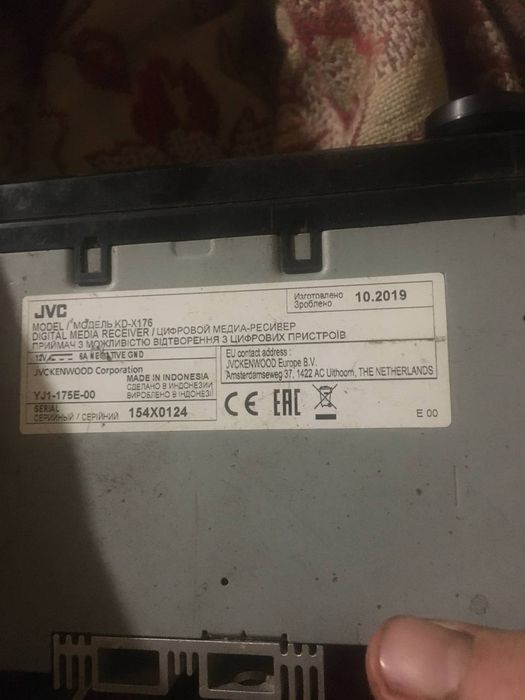 JVC
Изготовлено
Зроблено 10.2019
MODEL / МОДЕЛЬ KD-X176
DIGITAL MEDIA RECEIVER / ЦИФРОВОЙ МЕДИА-РЕСИВЕР
ПРИЙМАЧ З МОЖЛИВІСТЮ ВІДТВОРЕННЯ З ЦИФРОВИХ ПРИСТРОЇВ
12V 6A NEGATIVE GND
JVCKENWOOD Corporation
MADE IN INDONESIA
СДЕЛАНО В ИНДОНЕЗИИ
YJ1-175E-00 ВИРОБЛЕНО В ІНДОНЕЗІЇ
SERIAL
СЕРИЙНЫЙ / СЕРІЙНИЙ 154X0124
EU contact address :
JVCKENWOOD Europe B.V.
Amsterdamseweg 37, 1422 AC Uithoorn, THE NETHERLANDS
CE EAC
E 00